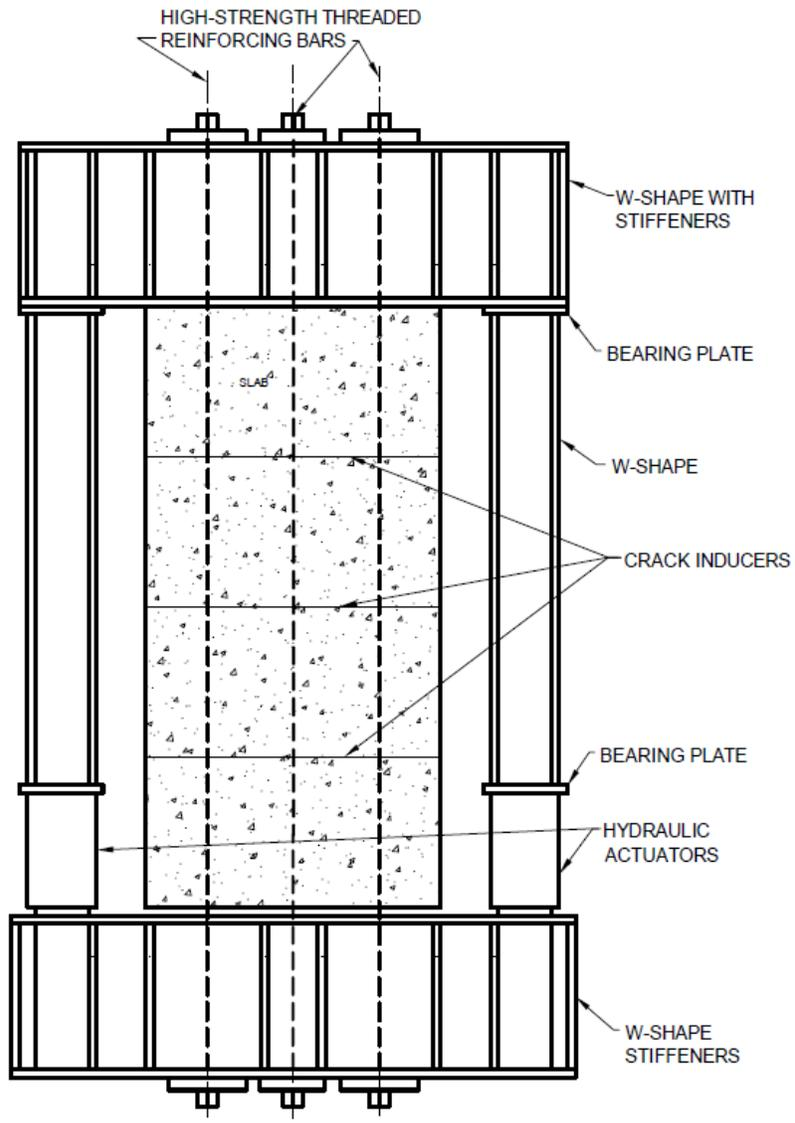 HIGH-STRENGTH THREADED
REINFORCING BARS
W-SHAPE WITH
STIFFENERS
BEARING PLATE
SLAB
W-SHAPE
CRACK INDUCERS
BEARING PLATE
HYDRAULIC
ACTUATORS
W-SHAPE
STIFFENERS